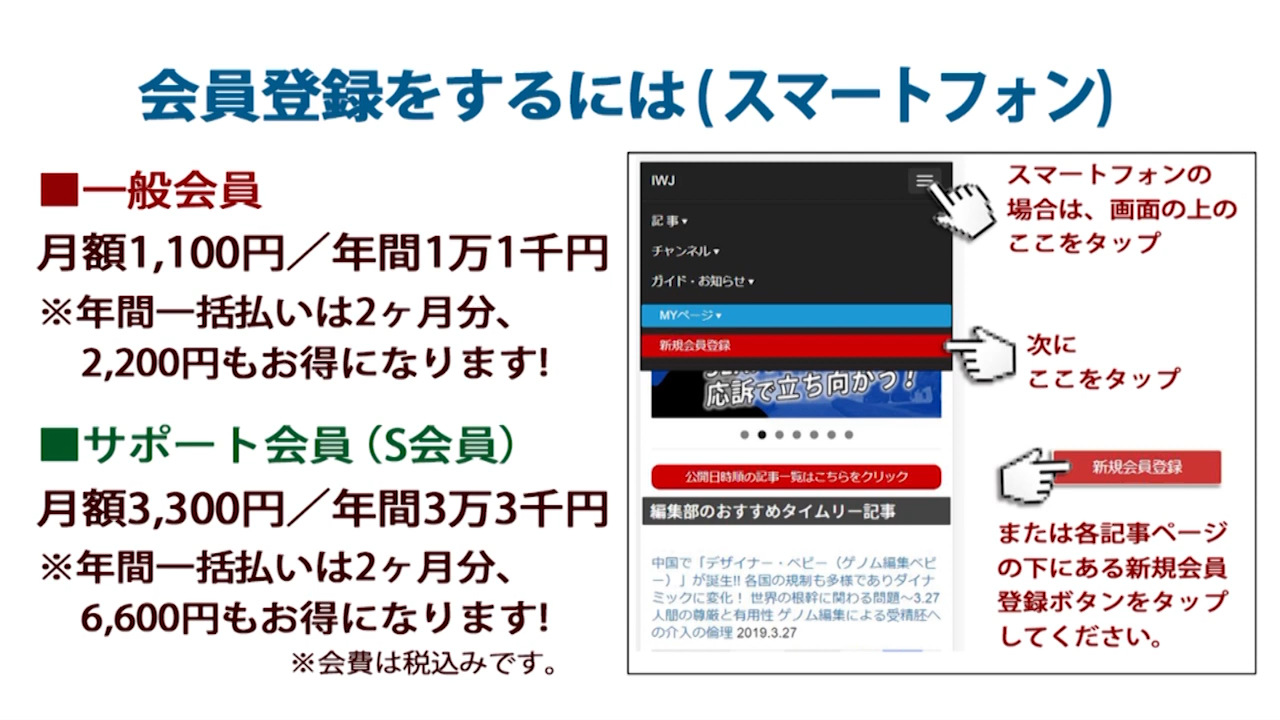 会員登録をするには(スマートフォン)
■一般会員
月額1,100円／年間1万1千円
※年間一括払いは2ヶ月分、
2,200円もお得になります!
■サポート会員（S会員）
月額3,300円／年間3万3千円
※年間一括払いは2ヶ月分、
6,600円もお得になります!
※会費は税込みです。
IWJ
記事▾
チャンネル▾
ガイド・お知らせ▾
MYページ▾
新規会員登録
応訴で立ち向かう！
公開日時順の記事一覧はこちらをクリック
編集部のおすすめタイムリー記事
中国で「デザイナー・ベビー（ゲノム編集ベビ
ー）」が誕生!! 各国の規制も多様でありダイナ
ミックに変化！ 世界の根幹に関わる問題〜3.27
人間の尊厳と有用性 ゲノム編集による受精胚へ
の介入の倫理 2019.3.27
スマートフォンの
場合は、画面の上の
ここをタップ
次に
ここをタップ
新規会員登録
または各記事ページ
の下にある新規会員
登録ボタンをタップ
してください。